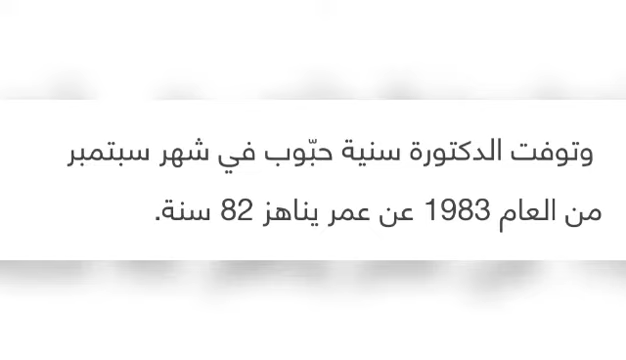 وتوفت الدكتورة سنية حبّوب في شهر سبتمبر
من العام 1983 عن عمر يناهز 82 سنة.